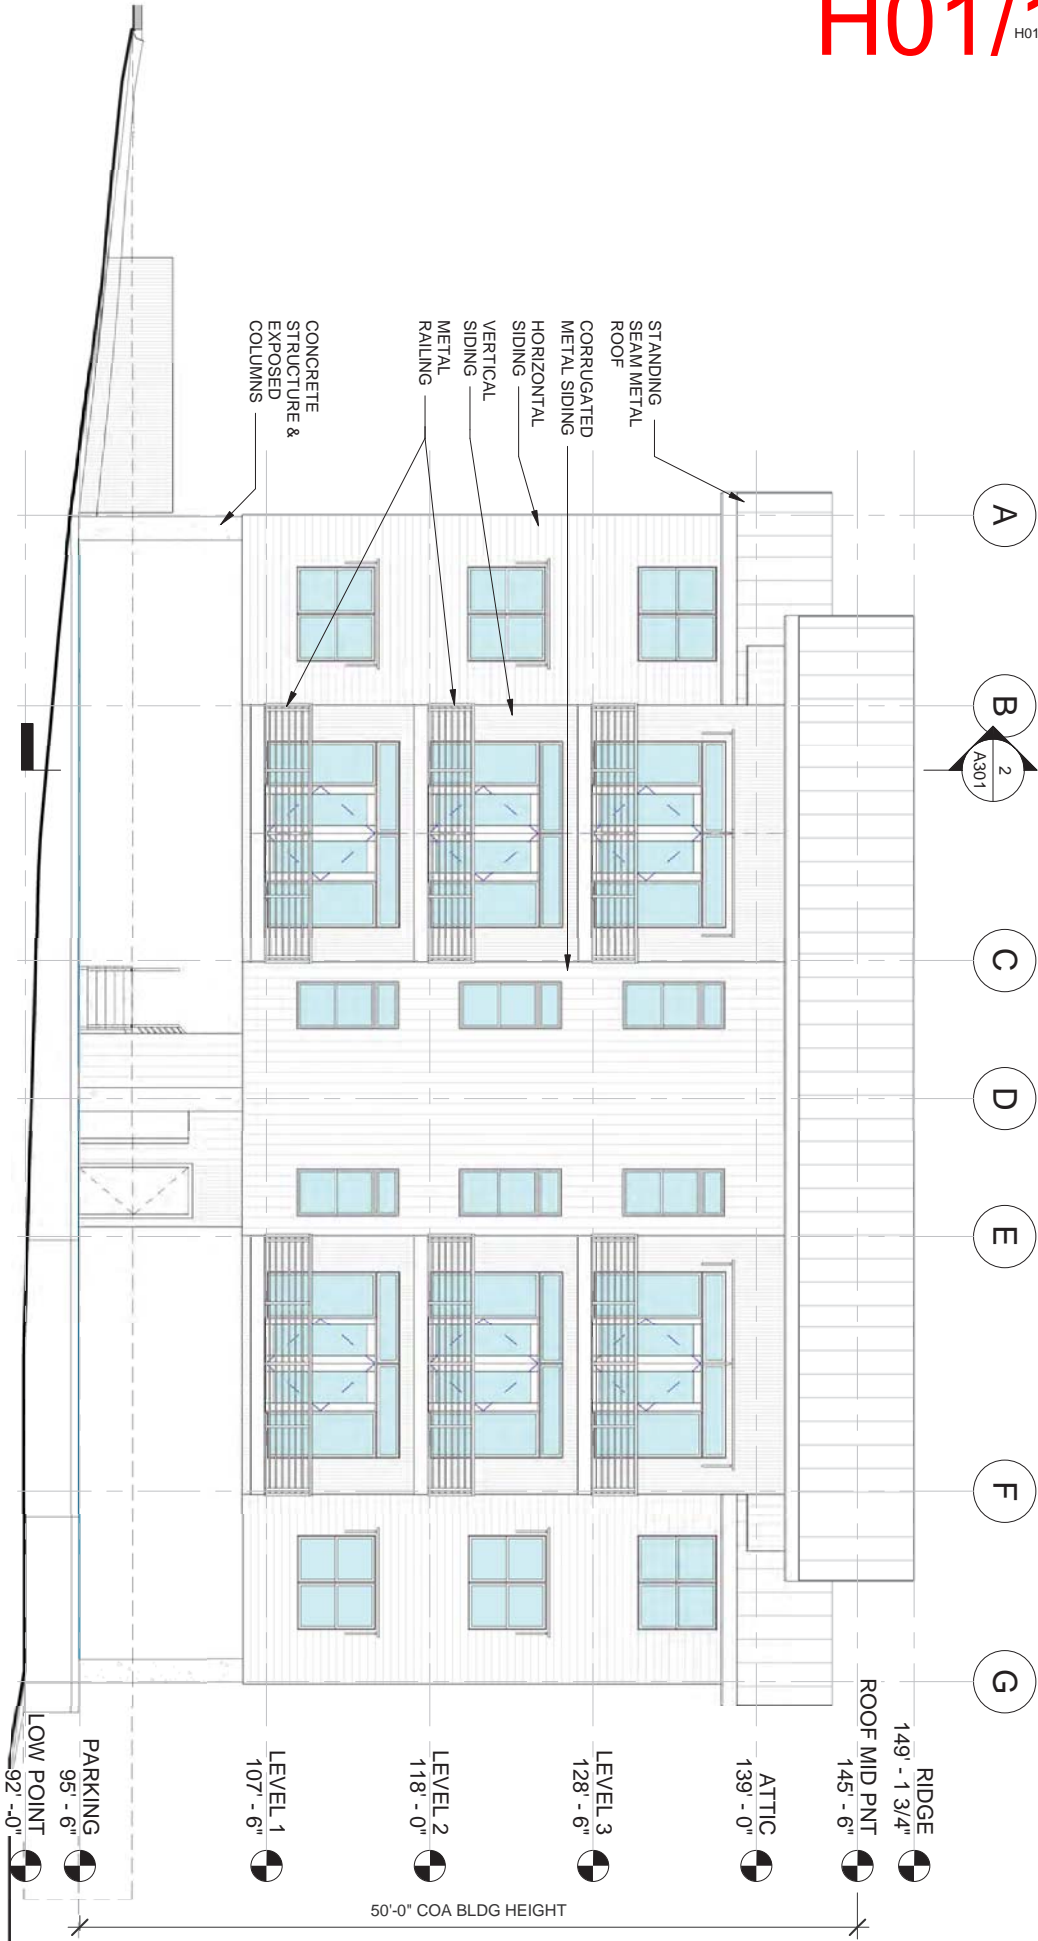 H01/
H01
A
B
C
D
E
F
G
2
A301
STANDING
SEAM METAL
ROOF
CORRUGATED
METAL SIDING
HORIZONTAL
SIDING
VERTICAL
SIDING
METAL
RAILING
CONCRETE
STRUCTURE &
EXPOSED
COLUMNS
RIDGE
149' - 1 3/4"
ROOF MID PNT
145' - 6"
ATTIC
139' - 0"
LEVEL 3
128' - 6"
LEVEL 2
118' - 0"
LEVEL 1
107' - 6"
PARKING
95' - 6"
LOW POINT
92' - 0"
50'-0" COA BLDG HEIGHT